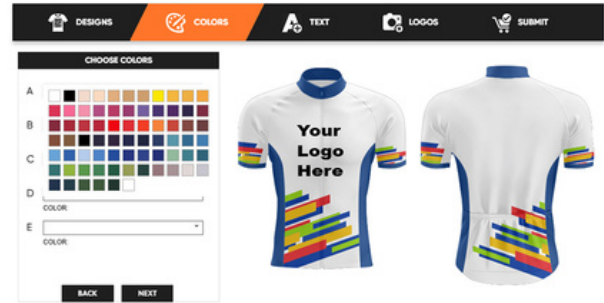 DESIGNS
COLORS
TEXT
LOGOS
SUBMIT
CHOOSE COLORS
A
B
C
D
COLOR:
E
COLOR:
BACK
NEXT
Your
Logo
Here